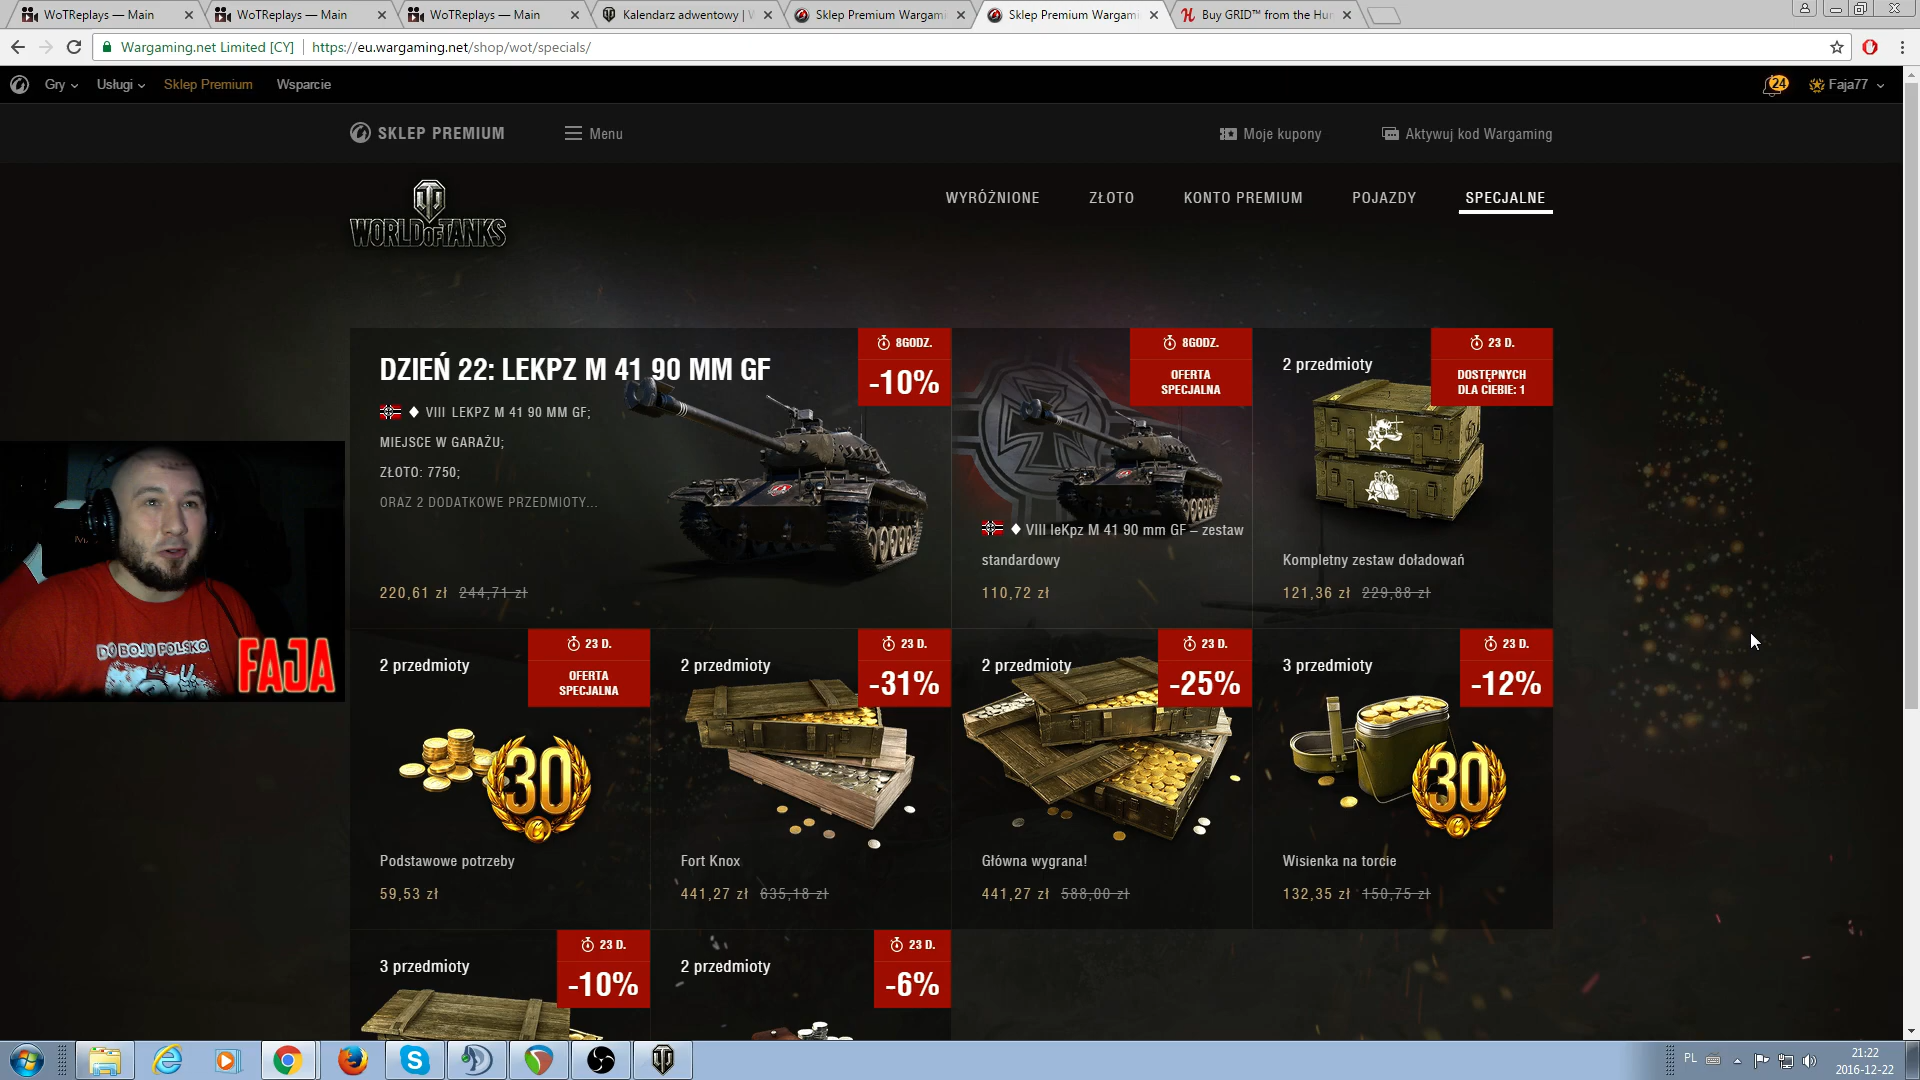 WoTReplays — Main
WoTReplays — Main
WoTReplays — Main
Kalendarz adwentowy |
Sklep Premium Wargami
Sklep Premium Wargami
Buy GRID™ from the Hu
Wargaming.net Limited [CY]
https://eu.wargaming.net/shop/wot/specials/
Gry
Usługi
Sklep Premium
Wsparcie
24
Faja77
SKLEP PREMIUM
Menu
Moje kupony
Aktywuj kod Wargaming
WORLD OF TANKS
WYRÓŻNIONE
ZŁOTO
KONTO PREMIUM
POJAZDY
SPECJALNE
DZIEŃ 22: LEKPZ M 41 90 MM GF
VIII LEKPZ M 41 90 MM GF;
MIEJSCE W GARAŻU;
ZŁOTO: 7750;
ORAZ 2 DODATKOWE PRZEDMIOTY...
220,61 zł 244,71 zł
8GODZ.
-10%
8GODZ.
OFERTA
SPECJALNA
VIII leKpz M 41 90 mm GF – zestaw
standardowy
110,72 zł
2 przedmioty
23 D.
DOSTĘPNYCH
DLA CIEBIE: 1
Kompletny zestaw doładowań
121,36 zł 229,88 zł
DO BOJU POLSKO
FAJA
2 przedmioty
23 D.
OFERTA
SPECJALNA
30
Podstawowe potrzeby
59,53 zł
2 przedmioty
23 D.
-31%
Fort Knox
441,27 zł 635,18 zł
2 przedmioty
23 D.
-25%
Główna wygrana!
441,27 zł 588,00 zł
3 przedmioty
23 D.
-12%
30
Wisienka na torcie
132,35 zł 150,75 zł
3 przedmioty
23 D.
-10%
2 przedmioty
23 D.
-6%
PL
21:22
2016-12-22